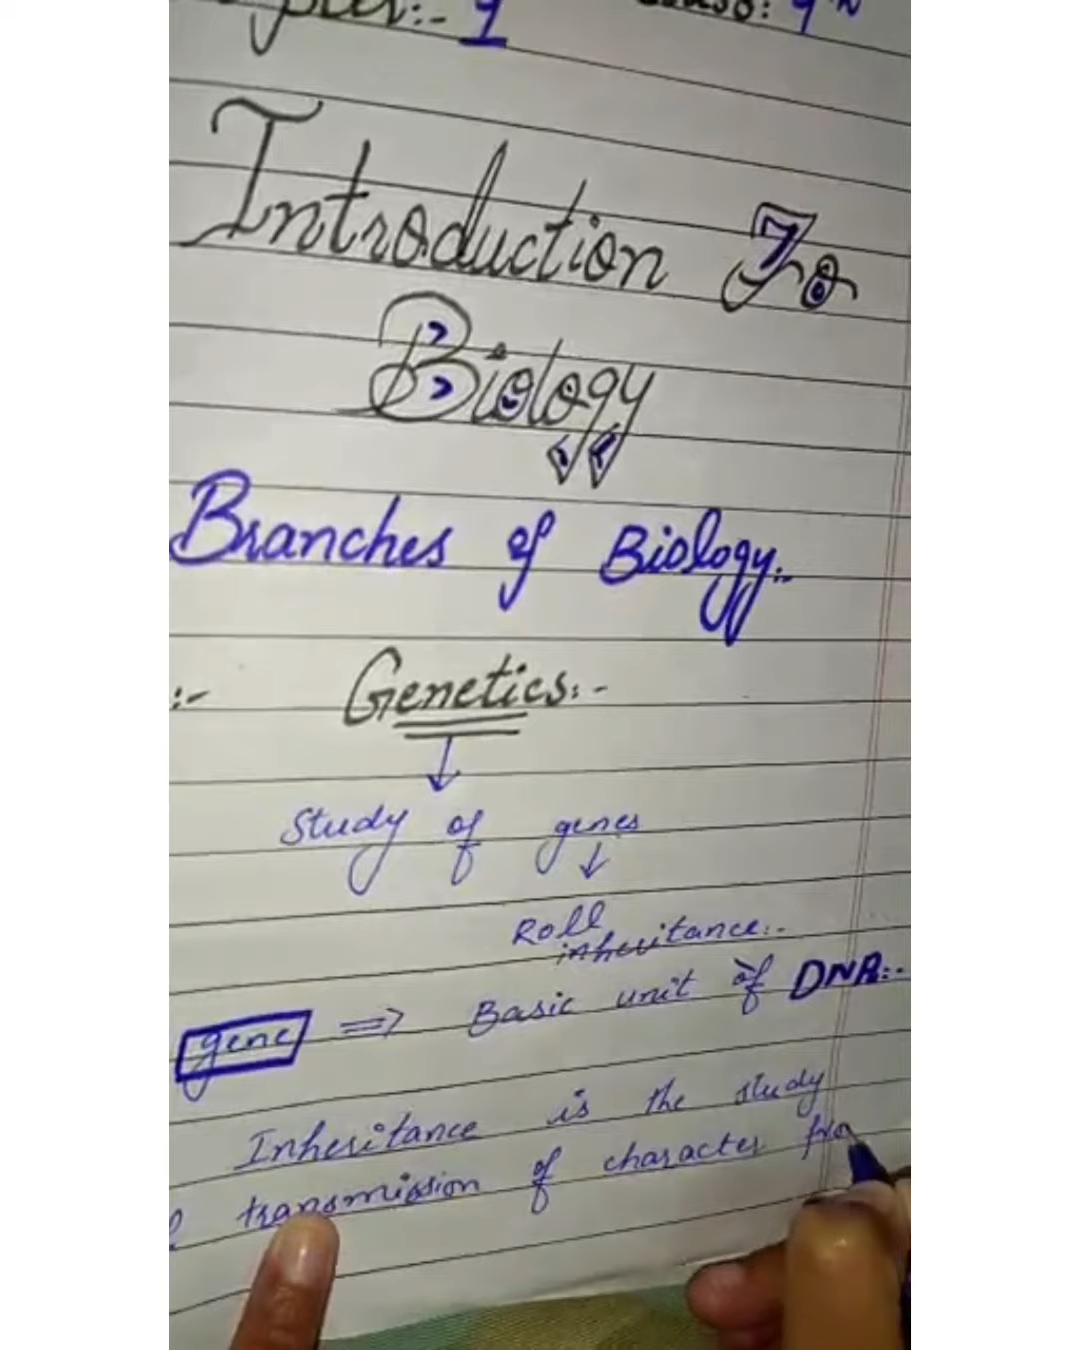 Introduction To
Biology
Branches of Biology:-
:- Genetics:-
Study of genes
Roll
inheritance:-
gene ⇒ Basic unit of DNA:-
Inheritance is the study
transmission of character fro